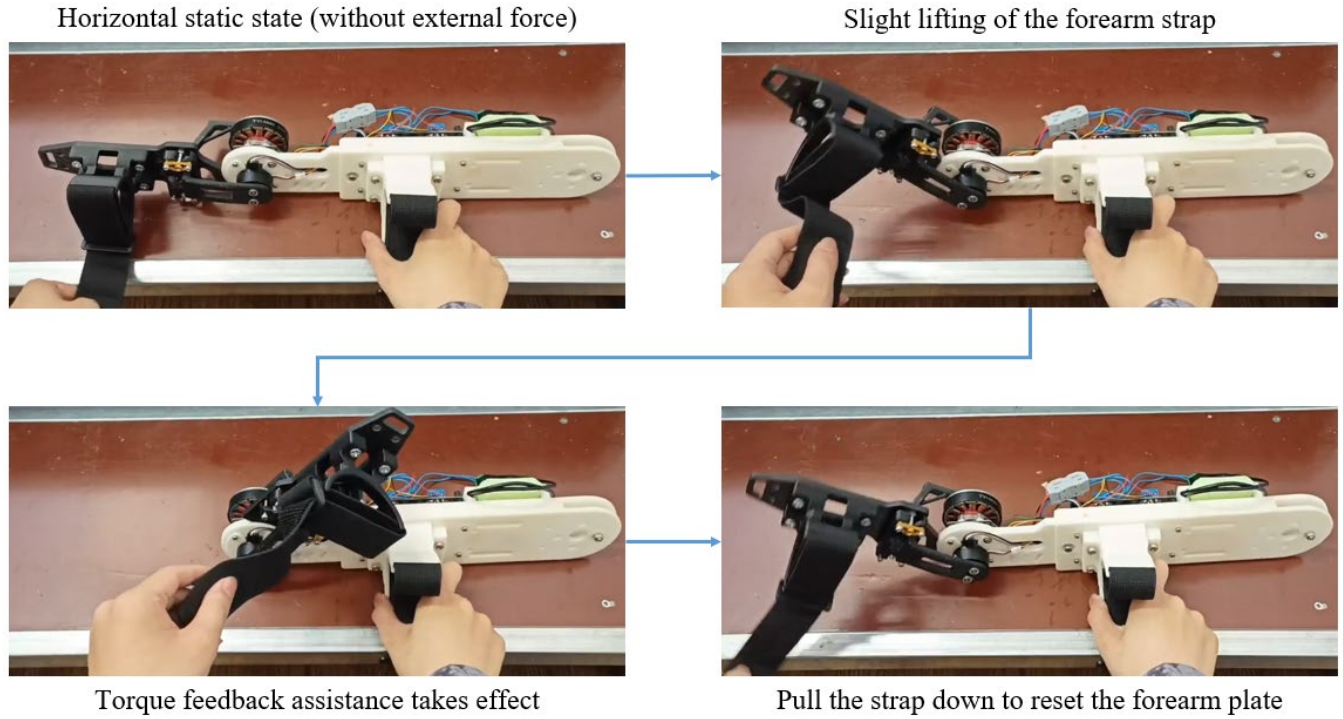 Horizontal static state (without external force)
Slight lifting of the forearm strap
Torque feedback assistance takes effect
Pull the strap down to reset the forearm plate